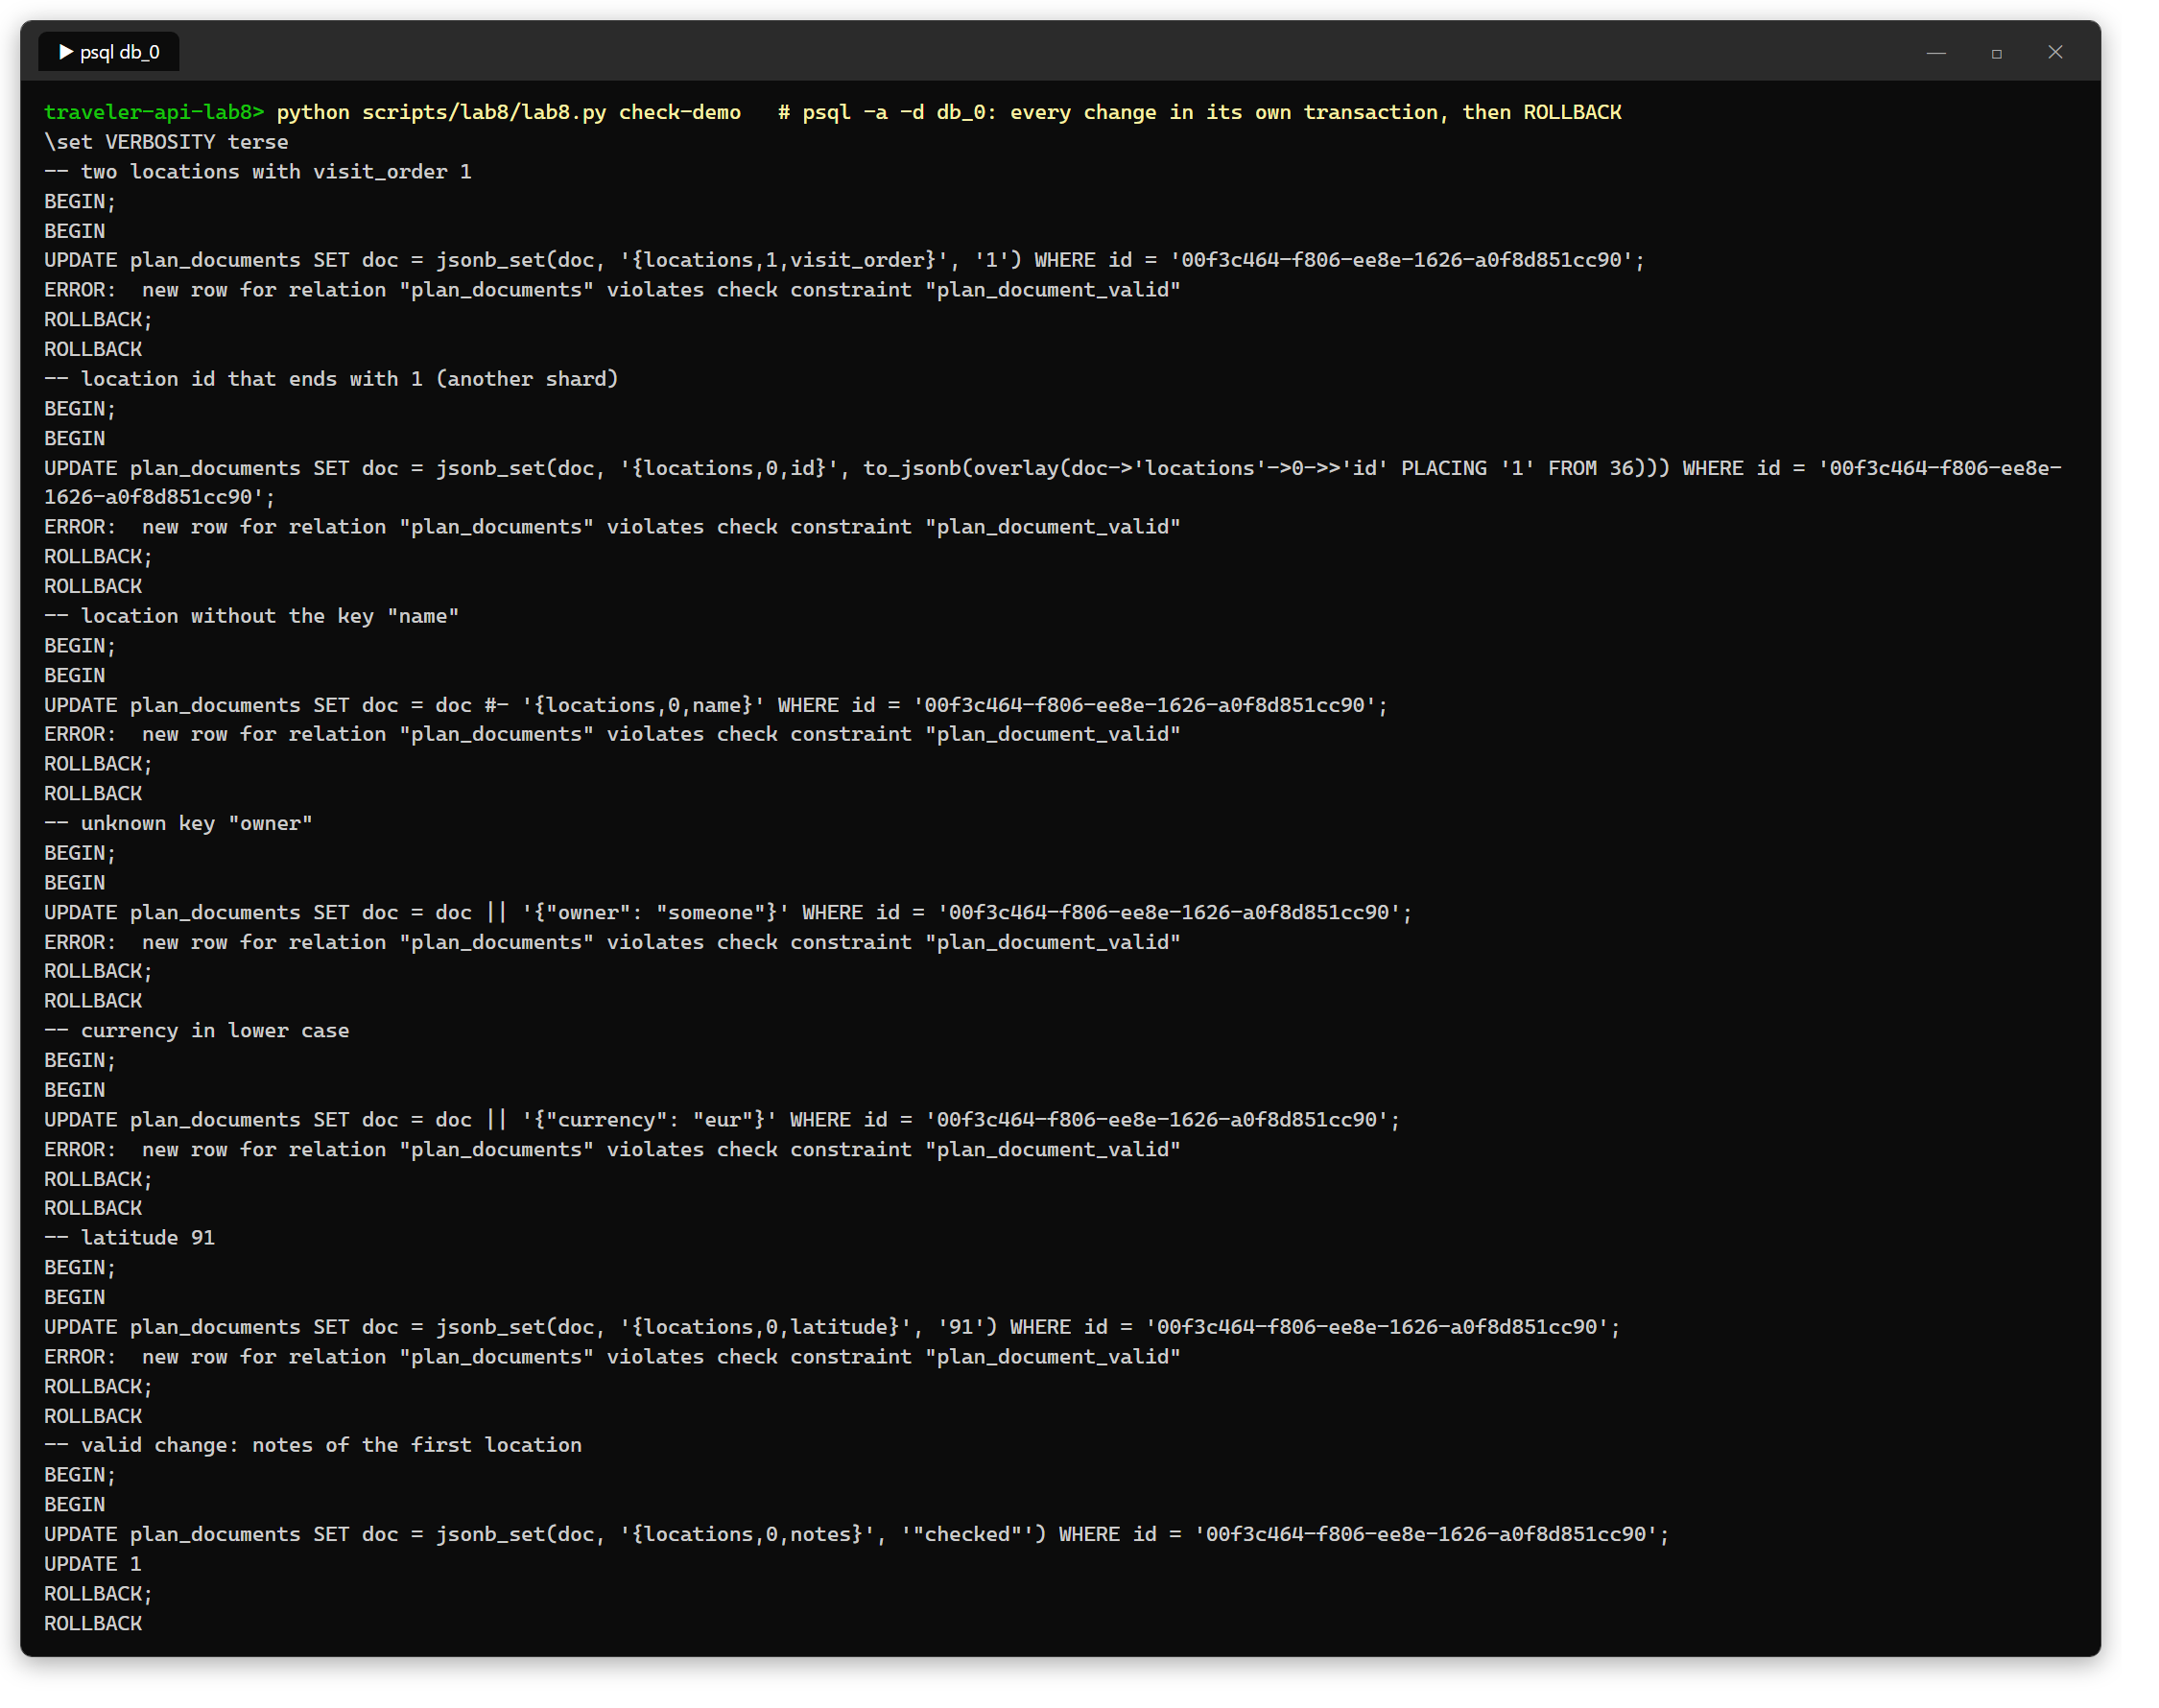 ▶ psql db_0
traveler-api-lab8> python scripts/lab8/lab8.py check-demo   # psql -a -d db_0: every change in its own transaction, then ROLLBACK
\set VERBOSITY terse
-- two locations with visit_order 1
BEGIN;
BEGIN
UPDATE plan_documents SET doc = jsonb_set(doc, '{locations,1,visit_order}', '1') WHERE id = '00f3c464-f806-ee8e-1626-a0f8d851cc90';
ERROR:  new row for relation "plan_documents" violates check constraint "plan_document_valid"
ROLLBACK;
ROLLBACK
-- location id that ends with 1 (another shard)
BEGIN;
BEGIN
UPDATE plan_documents SET doc = jsonb_set(doc, '{locations,0,id}', to_jsonb(overlay(doc->'locations'->0->>'id' PLACING '1' FROM 36))) WHERE id = '00f3c464-f806-ee8e-
1626-a0f8d851cc90';
ERROR:  new row for relation "plan_documents" violates check constraint "plan_document_valid"
ROLLBACK;
ROLLBACK
-- location without the key "name"
BEGIN;
BEGIN
UPDATE plan_documents SET doc = doc #- '{locations,0,name}' WHERE id = '00f3c464-f806-ee8e-1626-a0f8d851cc90';
ERROR:  new row for relation "plan_documents" violates check constraint "plan_document_valid"
ROLLBACK;
ROLLBACK
-- unknown key "owner"
BEGIN;
BEGIN
UPDATE plan_documents SET doc = doc || '{"owner": "someone"}' WHERE id = '00f3c464-f806-ee8e-1626-a0f8d851cc90';
ERROR:  new row for relation "plan_documents" violates check constraint "plan_document_valid"
ROLLBACK;
ROLLBACK
-- currency in lower case
BEGIN;
BEGIN
UPDATE plan_documents SET doc = doc || '{"currency": "eur"}' WHERE id = '00f3c464-f806-ee8e-1626-a0f8d851cc90';
ERROR:  new row for relation "plan_documents" violates check constraint "plan_document_valid"
ROLLBACK;
ROLLBACK
-- latitude 91
BEGIN;
BEGIN
UPDATE plan_documents SET doc = jsonb_set(doc, '{locations,0,latitude}', '91') WHERE id = '00f3c464-f806-ee8e-1626-a0f8d851cc90';
ERROR:  new row for relation "plan_documents" violates check constraint "plan_document_valid"
ROLLBACK;
ROLLBACK
-- valid change: notes of the first location
BEGIN;
BEGIN
UPDATE plan_documents SET doc = jsonb_set(doc, '{locations,0,notes}', '"checked"') WHERE id = '00f3c464-f806-ee8e-1626-a0f8d851cc90';
UPDATE 1
ROLLBACK;
ROLLBACK